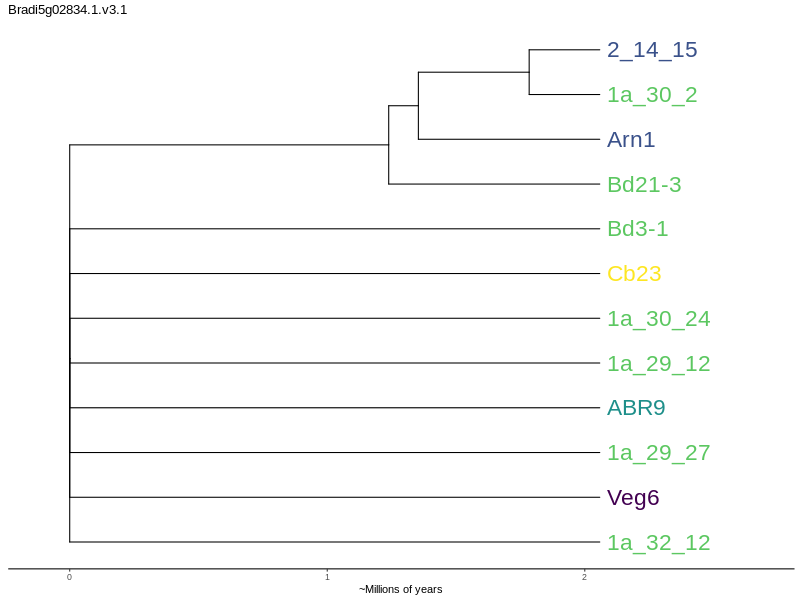 Bradi5g02834.1.v3.1
2_14_15
1a_30_2
Arn1
Bd21-3
Bd3-1
Cb23
1a_30_24
1a_29_12
ABR9
1a_29_27
Veg6
1a_32_12
0 1 2
~Millions of years